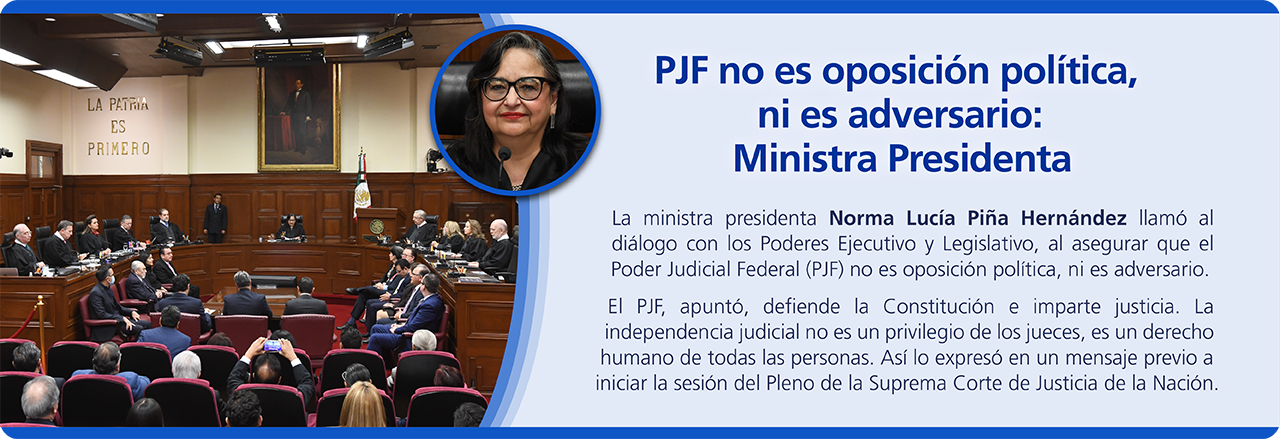 LA PATRIA
ES
PRIMERO
PJF no es oposición política,
ni es adversario:
Ministra Presidenta
La ministra presidenta Norma Lucía Piña Hernández llamó al
diálogo con los Poderes Ejecutivo y Legislativo, al asegurar que el
Poder Judicial Federal (PJF) no es oposición política, ni es adversario.
El PJF, apuntó, defiende la Constitución e imparte justicia. La
independencia judicial no es un privilegio de los jueces, es un derecho
humano de todas las personas. Así lo expresó en un mensaje previo a
iniciar la sesión del Pleno de la Suprema Corte de Justicia de la Nación.